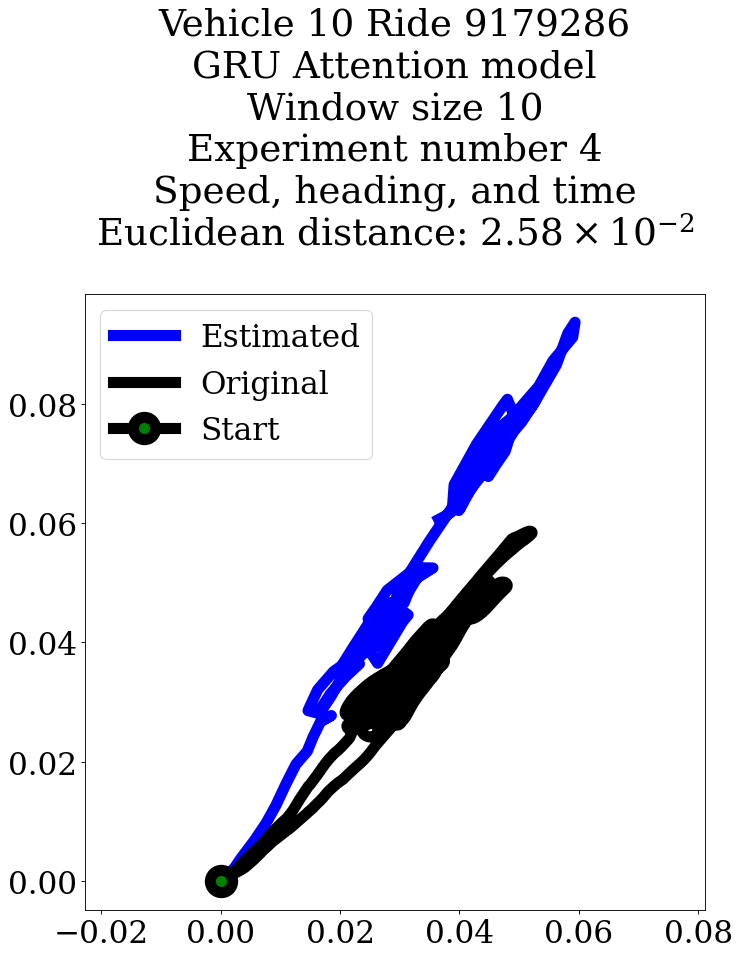 Vehicle 10 Ride 9179286
GRU Attention model
Window size 10
Experiment number 4
Speed, heading, and time
Euclidean distance: 2.58 × 10⁻²
Estimated
Original
Start
0.08
0.06
0.04
0.02
0.00
−0.02 0.00 0.02 0.04 0.06 0.08